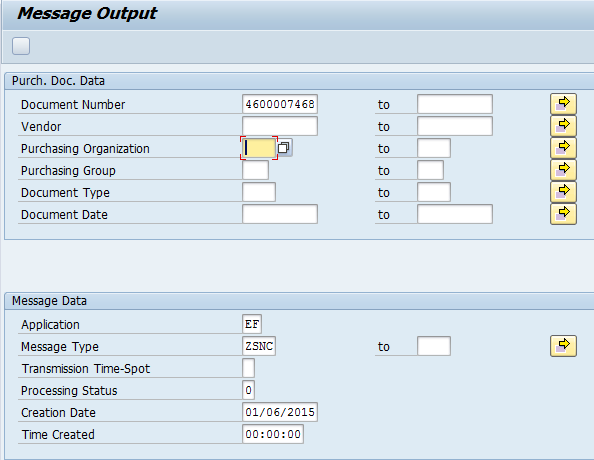 Message Output
Purch. Doc. Data
Document Number 4600007468 to
Vendor to
Purchasing Organization to
Purchasing Group to
Document Type to
Document Date to
Message Data
Application EF
Message Type ZSNC to
Transmission Time-Spot
Processing Status 0
Creation Date 01/06/2015
Time Created 00:00:00